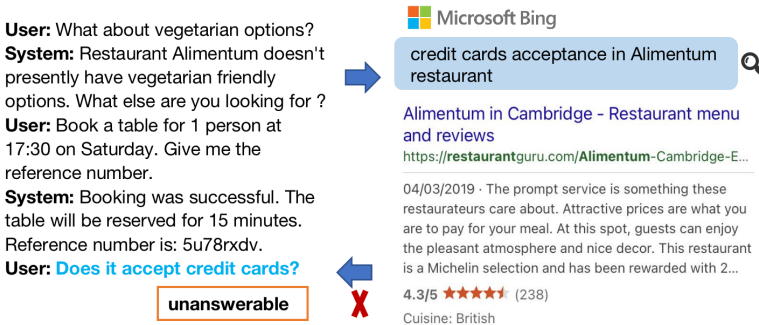 User: What about vegetarian options?
System: Restaurant Alimentum doesn't
presently have vegetarian friendly
options. What else are you looking for ?
User: Book a table for 1 person at
17:30 on Saturday. Give me the
reference number.
System: Booking was successful. The
table will be reserved for 15 minutes.
Reference number is: 5u78rxdv.
User: Does it accept credit cards?
unanswerable
Microsoft Bing
credit cards acceptance in Alimentum
restaurant
Alimentum in Cambridge - Restaurant menu
and reviews
https://restaurantguru.com/Alimentum-Cambridge-E...
04/03/2019 · The prompt service is something these
restaurateurs care about. Attractive prices are what you
are to pay for your meal. At this spot, guests can enjoy
the pleasant atmosphere and nice decor. This restaurant
is a Michelin selection and has been rewarded with 2...
4.3/5 (238)
Cuisine: British